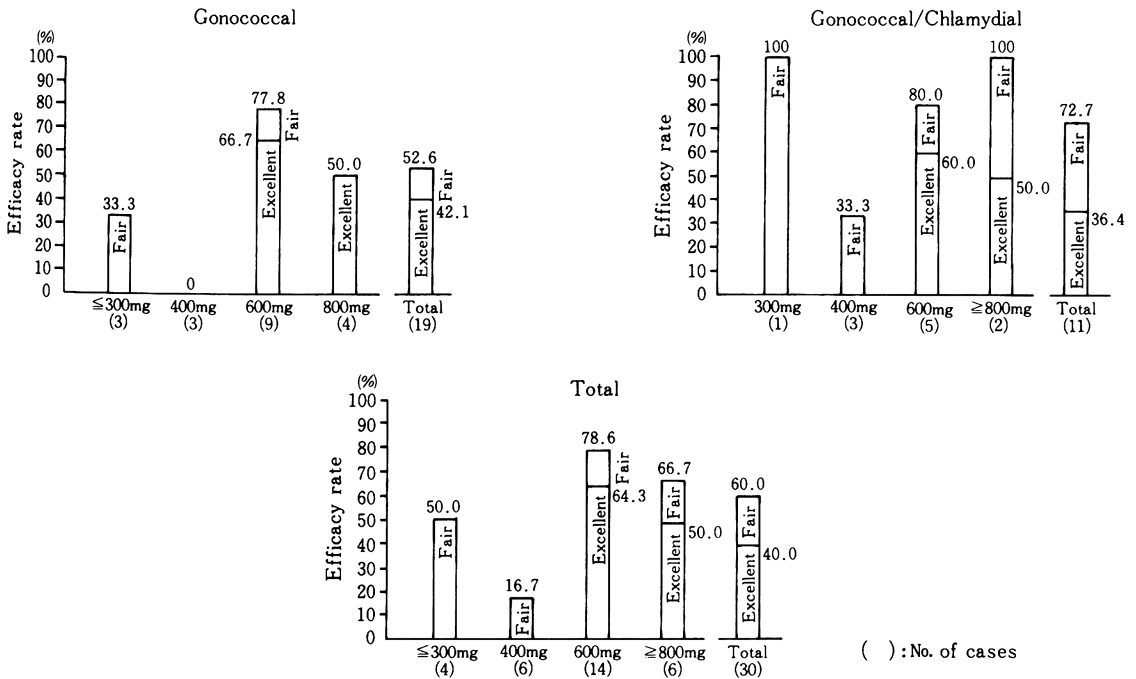 Gonococcal
(%)
100
90
80
70
60
50
40
30
20
10
0
Efficacy rate
33.3
Fair
0
77.8
Fair
66.7
Excellent
50.0
Excellent
52.6
Fair
42.1
Excellent
≦300mg 400mg 600mg 800mg Total
(3) (3) (9) (4) (19)
Gonococcal/Chlamydial
(%)
100
90
80
70
60
50
40
30
20
10
0
Efficacy rate
100
Fair
33.3
Fair
80.0
Fair
60.0
Excellent
100
Fair
50.0
Excellent
72.7
Fair
36.4
Excellent
300mg 400mg 600mg ≧800mg Total
(1) (3) (5) (2) (11)
Total
(%)
100
90
80
70
60
50
40
30
20
10
0
Efficacy rate
50.0
Fair
16.7
Fair
78.6
Fair
64.3
Excellent
66.7
Fair
50.0
Excellent
60.0
Fair
40.0
Excellent
≦300mg 400mg 600mg ≧800mg Total
(4) (6) (14) (6) (30)
( ) : No. of cases